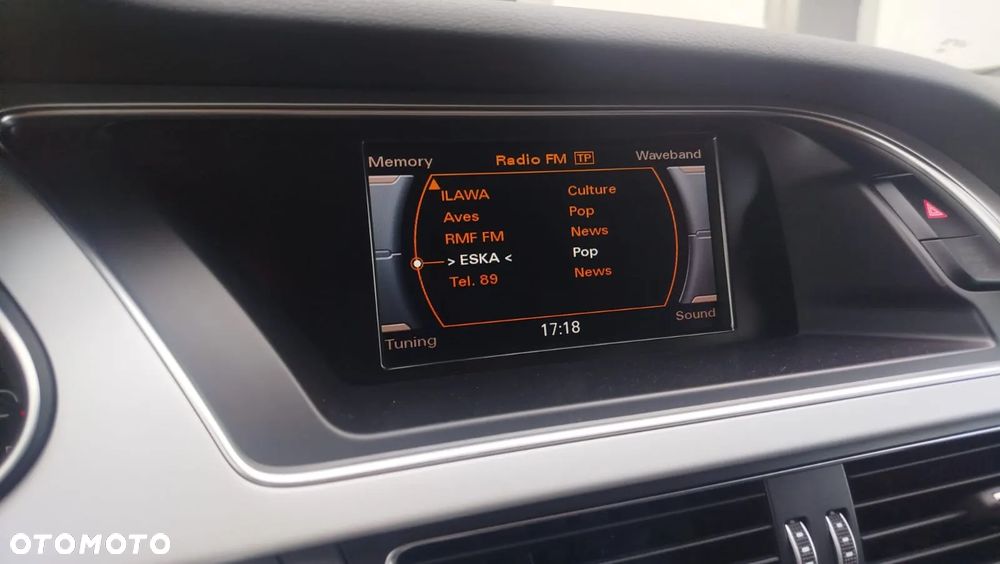 Memory Radio FM TP Waveband
ILAWA Culture
Aves Pop
RMF FM News
> ESKA < Pop
Tel. 89 News
Tuning 17:18 Sound
OTOMOTO